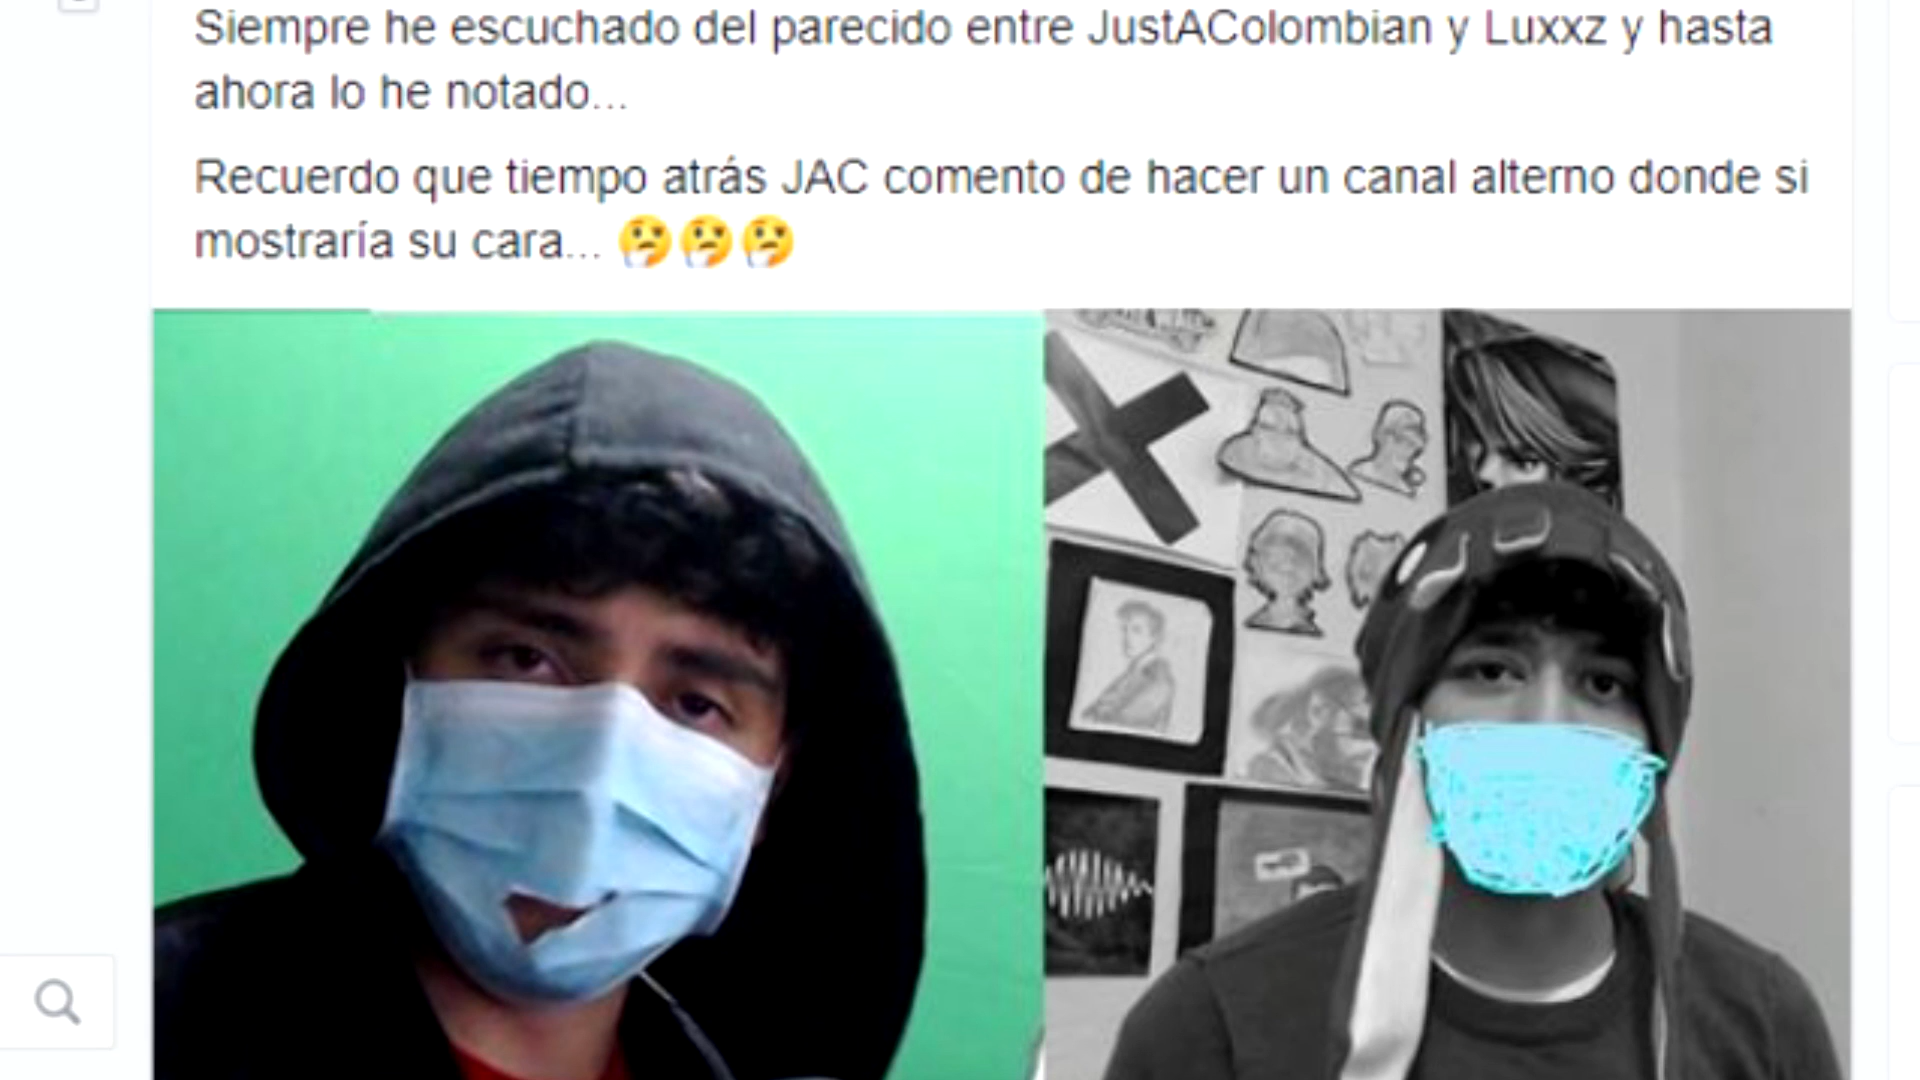 Siempre he escuchado del parecido entre JustAColombian y Luxxz y hasta
ahora lo he notado...
Recuerdo que tiempo atrás JAC comento de hacer un canal alterno donde si
mostraría su cara... 🤔🤔🤔